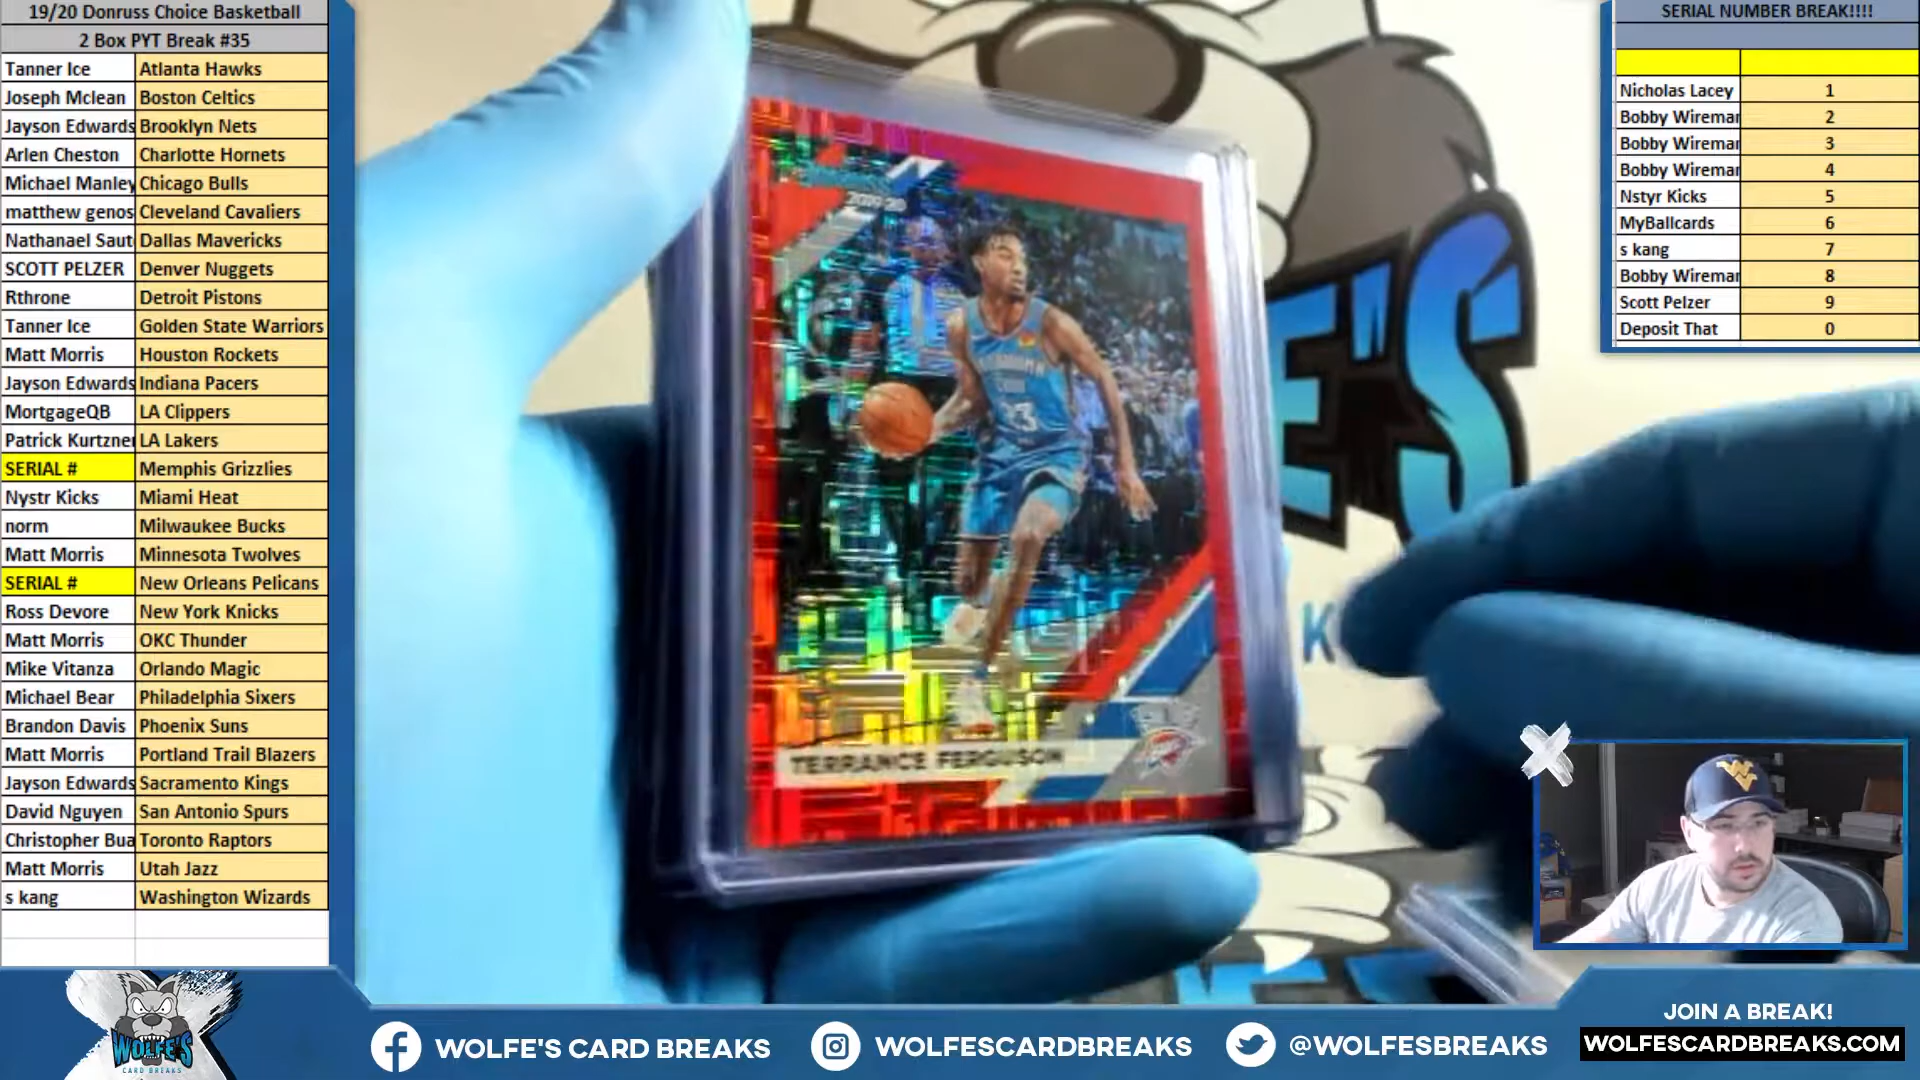 19/20 Donruss Choice Basketball
2 Box PYT Break #35
Tanner Ice Atlanta Hawks
Joseph Mclean Boston Celtics
Jayson Edwards Brooklyn Nets
Arlen Cheston Charlotte Hornets
Michael Manley Chicago Bulls
matthew genos Cleveland Cavaliers
Nathanael Saut Dallas Mavericks
SCOTT PELZER Denver Nuggets
Rthrone Detroit Pistons
Tanner Ice Golden State Warriors
Matt Morris Houston Rockets
Jayson Edwards Indiana Pacers
MortgageQB LA Clippers
Patrick Kurtzner LA Lakers
SERIAL # Memphis Grizzlies
Nystr Kicks Miami Heat
norm Milwaukee Bucks
Matt Morris Minnesota Twolves
SERIAL # New Orleans Pelicans
Ross Devore New York Knicks
Matt Morris OKC Thunder
Mike Vitanza Orlando Magic
Michael Bear Philadelphia Sixers
Brandon Davis Phoenix Suns
Matt Morris Portland Trail Blazers
Jayson Edwards Sacramento Kings
David Nguyen San Antonio Spurs
Christopher Bua Toronto Raptors
Matt Morris Utah Jazz
s kang Washington Wizards
2019-20
33
TERRANCE FERGUSON
E'S
K
SERIAL NUMBER BREAK!!!!
Nicholas Lacey 1
Bobby Wireman 2
Bobby Wireman 3
Bobby Wireman 4
Nstyr Kicks 5
MyBallcards 6
s kang 7
Bobby Wireman 8
Scott Pelzer 9
Deposit That 0
WOLFE'S
CARD BREAKS
WOLFE'S CARD BREAKS
WOLFESCARDBREAKS
@WOLFESBREAKS
JOIN A BREAK!
WOLFESCARDBREAKS.COM